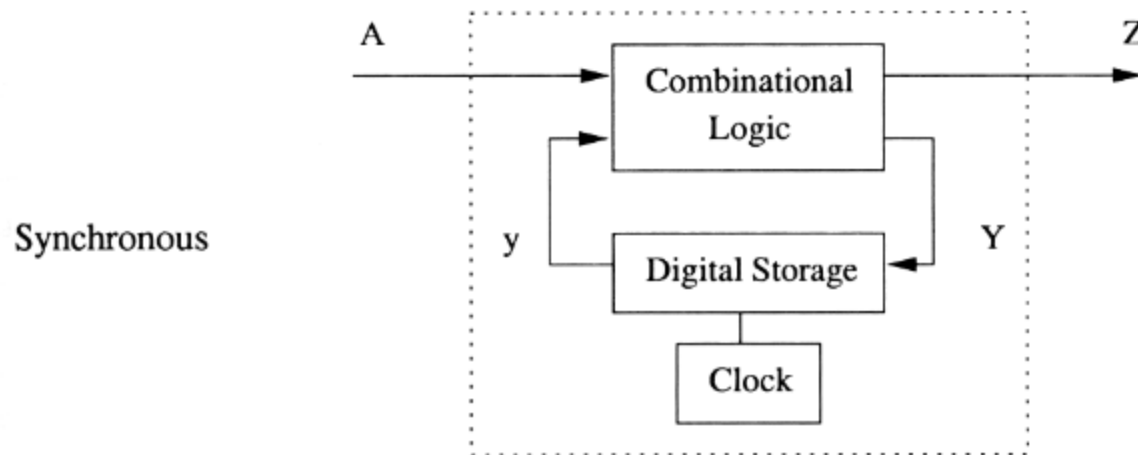 A
Z
Combinational
Logic
Synchronous
y
Y
Digital Storage
Clock